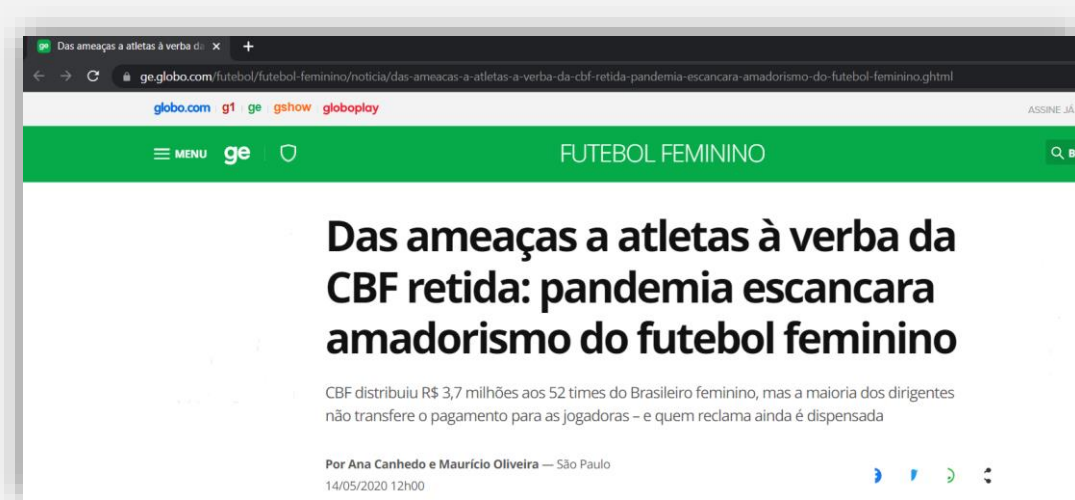 ge Das ameaças a atletas à verba da
ge.globo.com/futebol/futebol-feminino/noticia/das-ameacas-a-atletas-a-verba-da-cbf-retida-pandemia-escancara-amadorismo-do-futebol-feminino.ghtml
globo.com g1 ge gshow globoplay ASSINE JÁ
MENU ge FUTEBOL FEMININO B
Das ameaças a atletas à verba da
CBF retida: pandemia escancara
amadorismo do futebol feminino
CBF distribuiu R$ 3,7 milhões aos 52 times do Brasileiro feminino, mas a maioria dos dirigentes
não transfere o pagamento para as jogadoras – e quem reclama ainda é dispensada
Por Ana Canhedo e Maurício Oliveira — São Paulo
14/05/2020 12h00